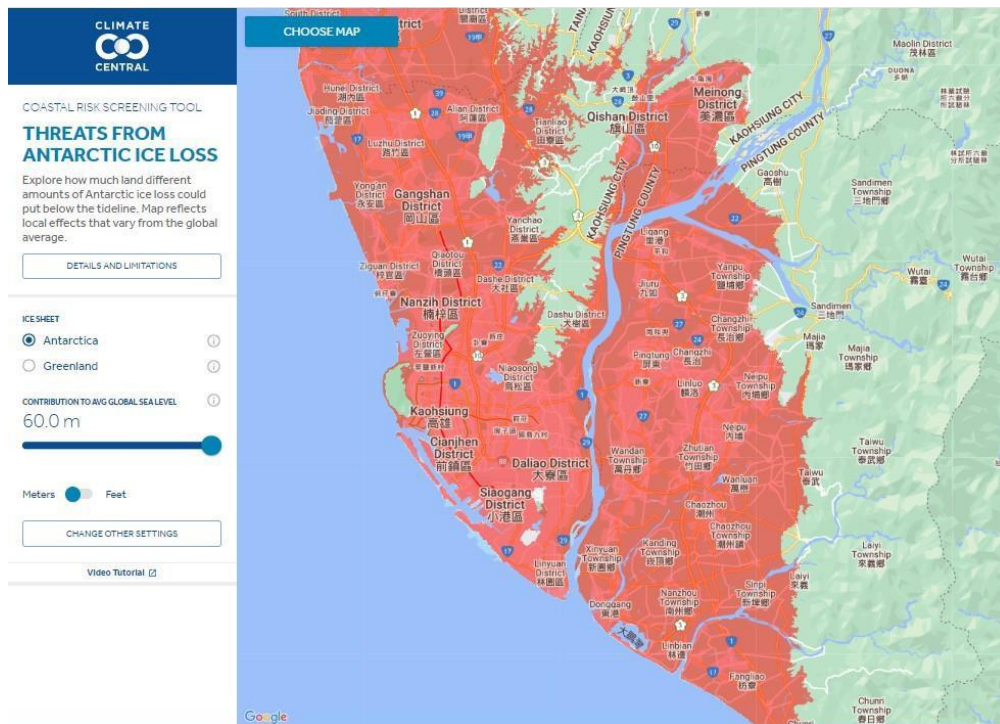 CLIMATE
CENTRAL
COASTAL RISK SCREENING TOOL
THREATS FROM
ANTARCTIC ICE LOSS
Explore how much land different
amounts of Antarctic ice loss could
put below the tideline. Map reflects
local effects that vary from the global
average.
DETAILS AND LIMITATIONS
ICE SHEET
Antarctica
Greenland
CONTRIBUTION TO AVG GLOBAL SEA LEVEL
60.0 m
Meters
Feet
CHANGE OTHER SETTINGS
Video Tutorial
CHOOSE MAP
South District
KAOHSIUNG
Maolin District
茂林區
DUONA
Hunei District
湖內區
Jiading District
茄萣區
Alian District
阿蓮區
Tianliao
District
田寮區
Luzhu District
路竹區
Qishan District
旗山區
Meinong
District
美濃區
KAOHSIUNG CITY
PINGTUNG COUNTY
Gaoshu
高樹
Sandimen
Township
三地門鄉
Yong'an
District
永安區
Gangshan
District
岡山區
Yanchao
District
燕巢區
KAOHSIUNG CITY
PINGTUNG COUNTY
Ligang
里港
Ziguan District
梓官區
Qiaotou
District
橋頭區
Dashe District
大社區
Jiuru
九如
Yanpu
Township
鹽埔鄉
Wutai
霧臺
Wutai
Township
霧台鄉
Nanzih District
楠梓區
Dashu District
大樹區
Sandimen
三地門
Zuoying
District
左營區
Changzhi
Township
長治鄉
Majia
瑪家
Majia
Township
瑪家鄉
Niaosong
District
鳥松區
Pingtung
屏東
Changzhi
長治
Linluo
麟洛
Neipu
Township
內埔鄉
Kaohsiung
高雄
Neipu
內埔
Cianjhen
District
前鎮區
Daliao District
大寮區
Wandan
Township
萬丹鄉
Zhutian
Township
竹田鄉
Taiwu
Township
泰武鄉
Wanluan
萬巒
Taiwu
泰武
Siaogang
District
小港區
Chaozhou
潮州
Chaozhou
Township
潮州鎮
Linyuan
District
林園區
Xinyuan
Township
新園鄉
Kanding
Township
崁頂鄉
Laiyi
Township
來義鄉
Laiyi
來義
Sinpi
Township
新埤鄉
Nanzhou
Township
南州鄉
Donggang
東港
大鵬灣
Linbian
林邊
Fangliao
枋寮
Chunri
Township
春日鄉
Google